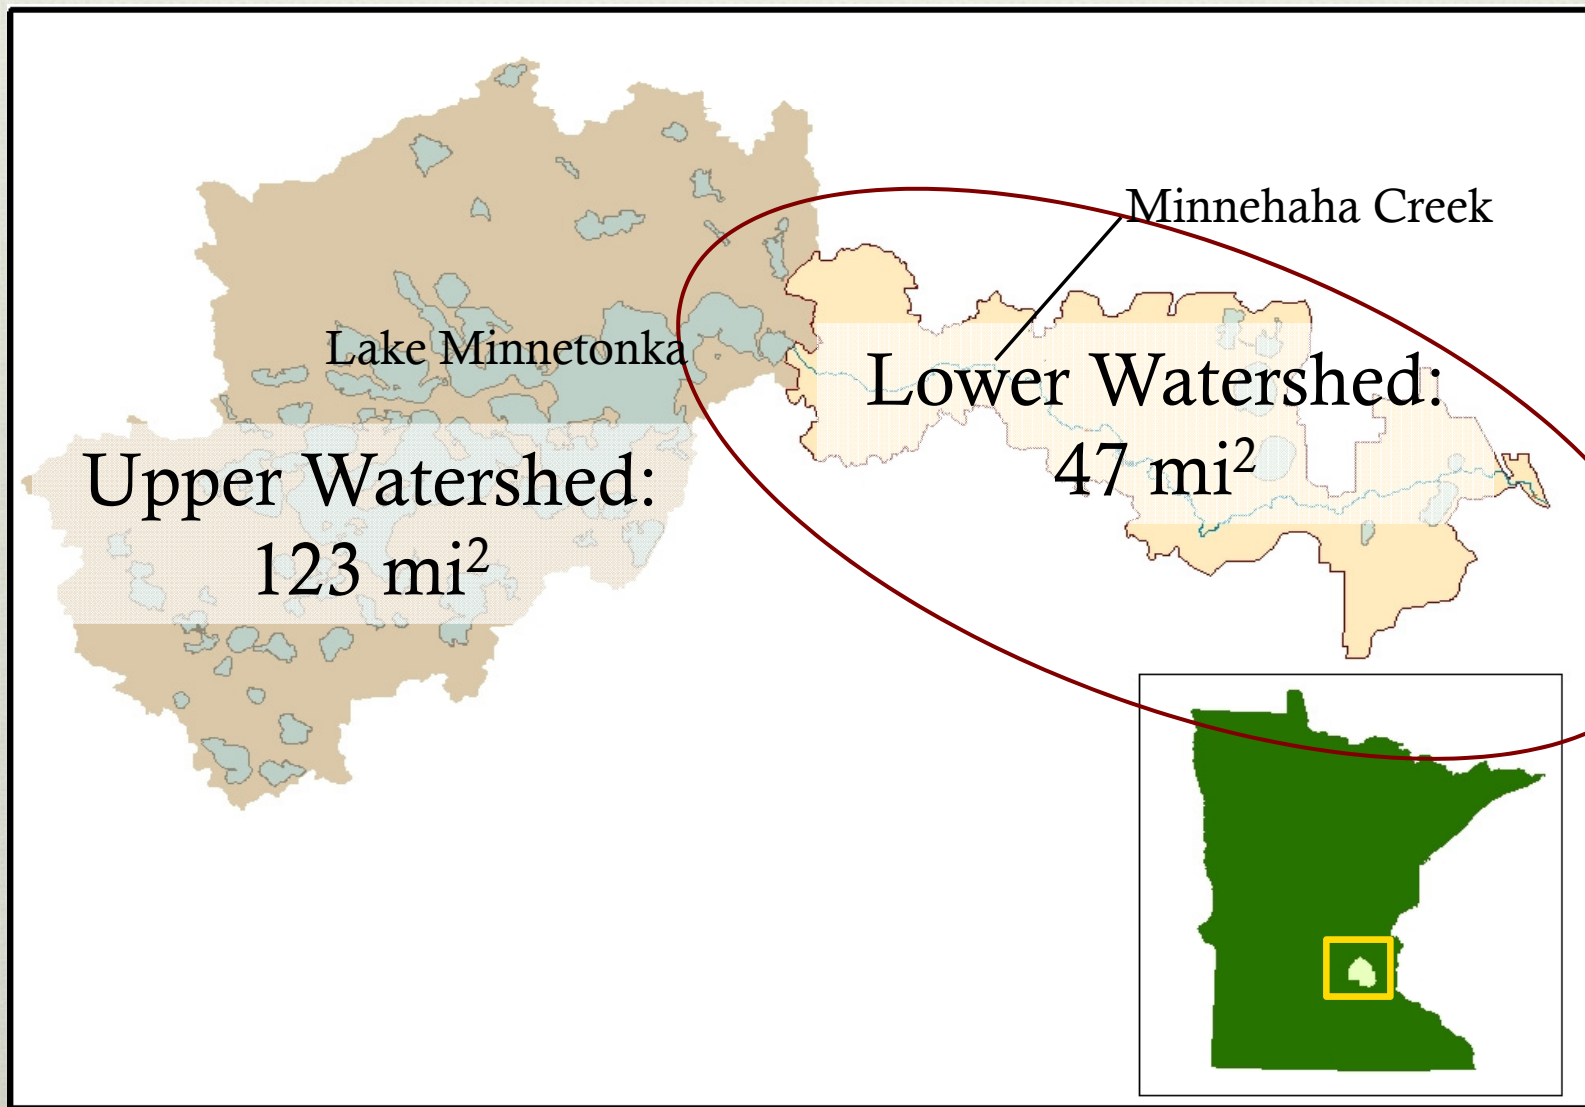 Minnehaha Creek
Lake Minnetonka
Lower Watershed:
47 mi²
Upper Watershed:
123 mi²